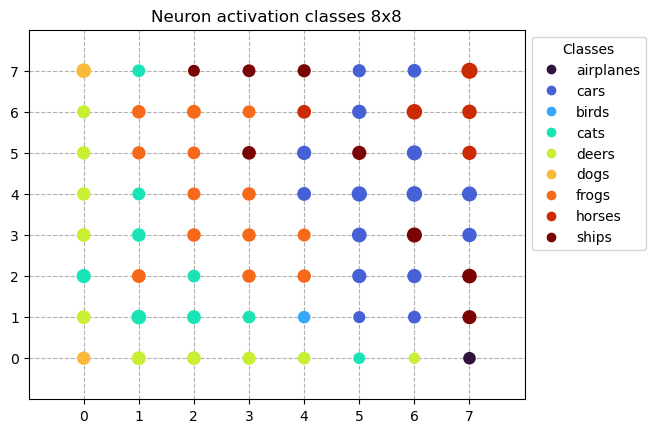 Neuron activation classes 8x8
7
6
5
4
3
2
1
0
0 1 2 3 4 5 6 7
Classes
airplanes
cars
birds
cats
deers
dogs
frogs
horses
ships